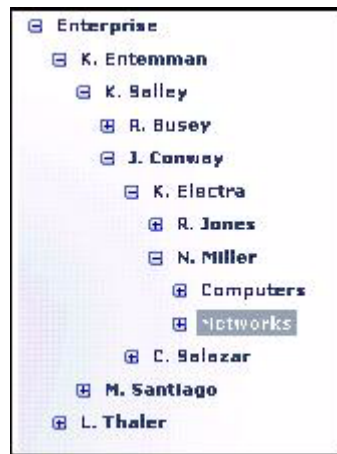 Enterprise
K. Entemman
K. Salley
R. Busey
J. Conway
K. Electra
R. Jones
N. Miller
Computers
Networks
C. Salazar
M. Santiago
L. Thaler